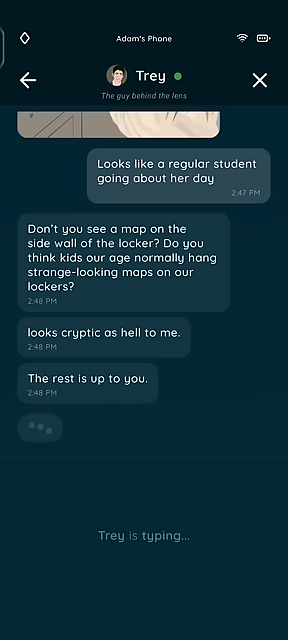 Adam's Phone
Trey
The guy behind the lens
Looks like a regular student
going about her day
2:47 PM
Don't you see a map on the
side wall of the locker? Do you
think kids our age normally hang
strange-looking maps on our
lockers?
2:48 PM
looks cryptic as hell to me.
2:48 PM
The rest is up to you.
2:48 PM
Trey is typing...